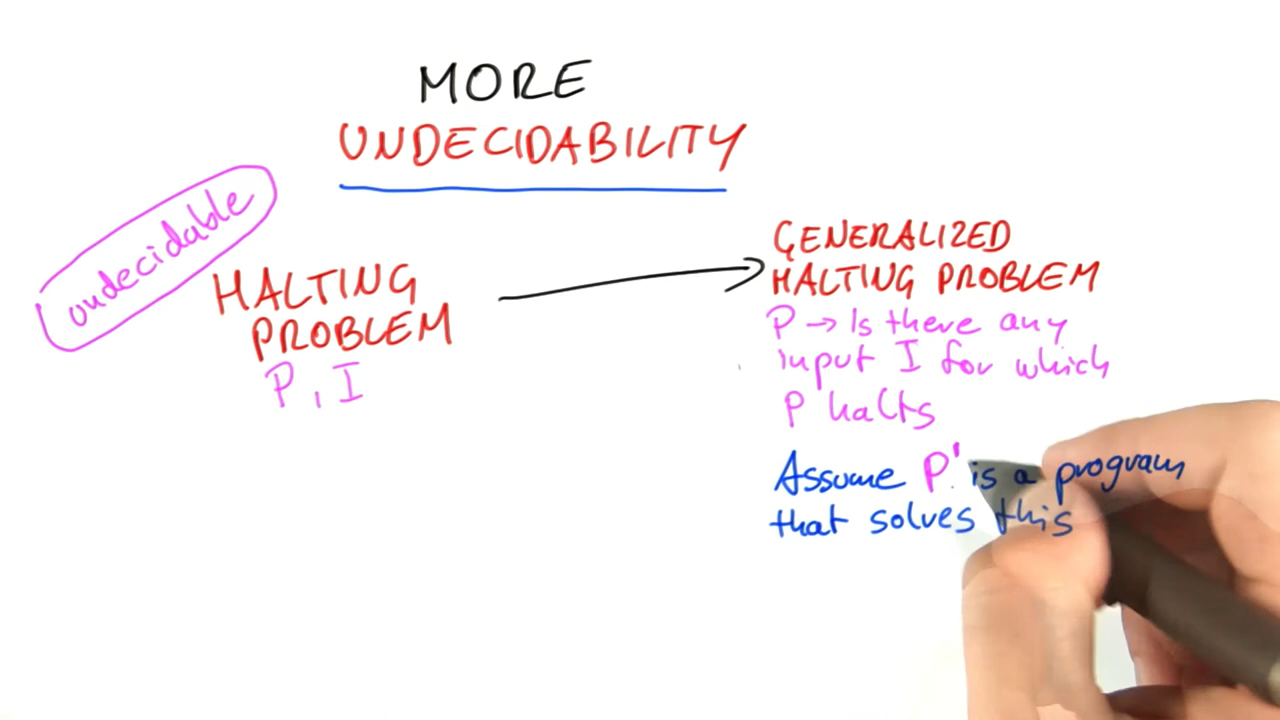 MORE
UNDECIDABILITY
undecidable
HALTING
PROBLEM
P, I
GENERALIZED
HALTING PROBLEM
P → Is there any
input I for which
P halts
Assume P' is a program
that solves this